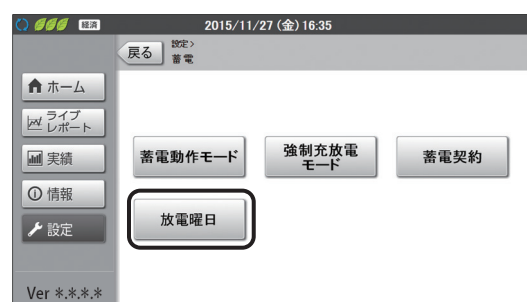 経済
2015/11/27 (金) 16:35
戻る
設定>
蓄電
ホーム
ライブ
レポート
実績
情報
設定
Ver *.*.*.*
蓄電動作モード
強制充放電
モード
蓄電契約
放電曜日